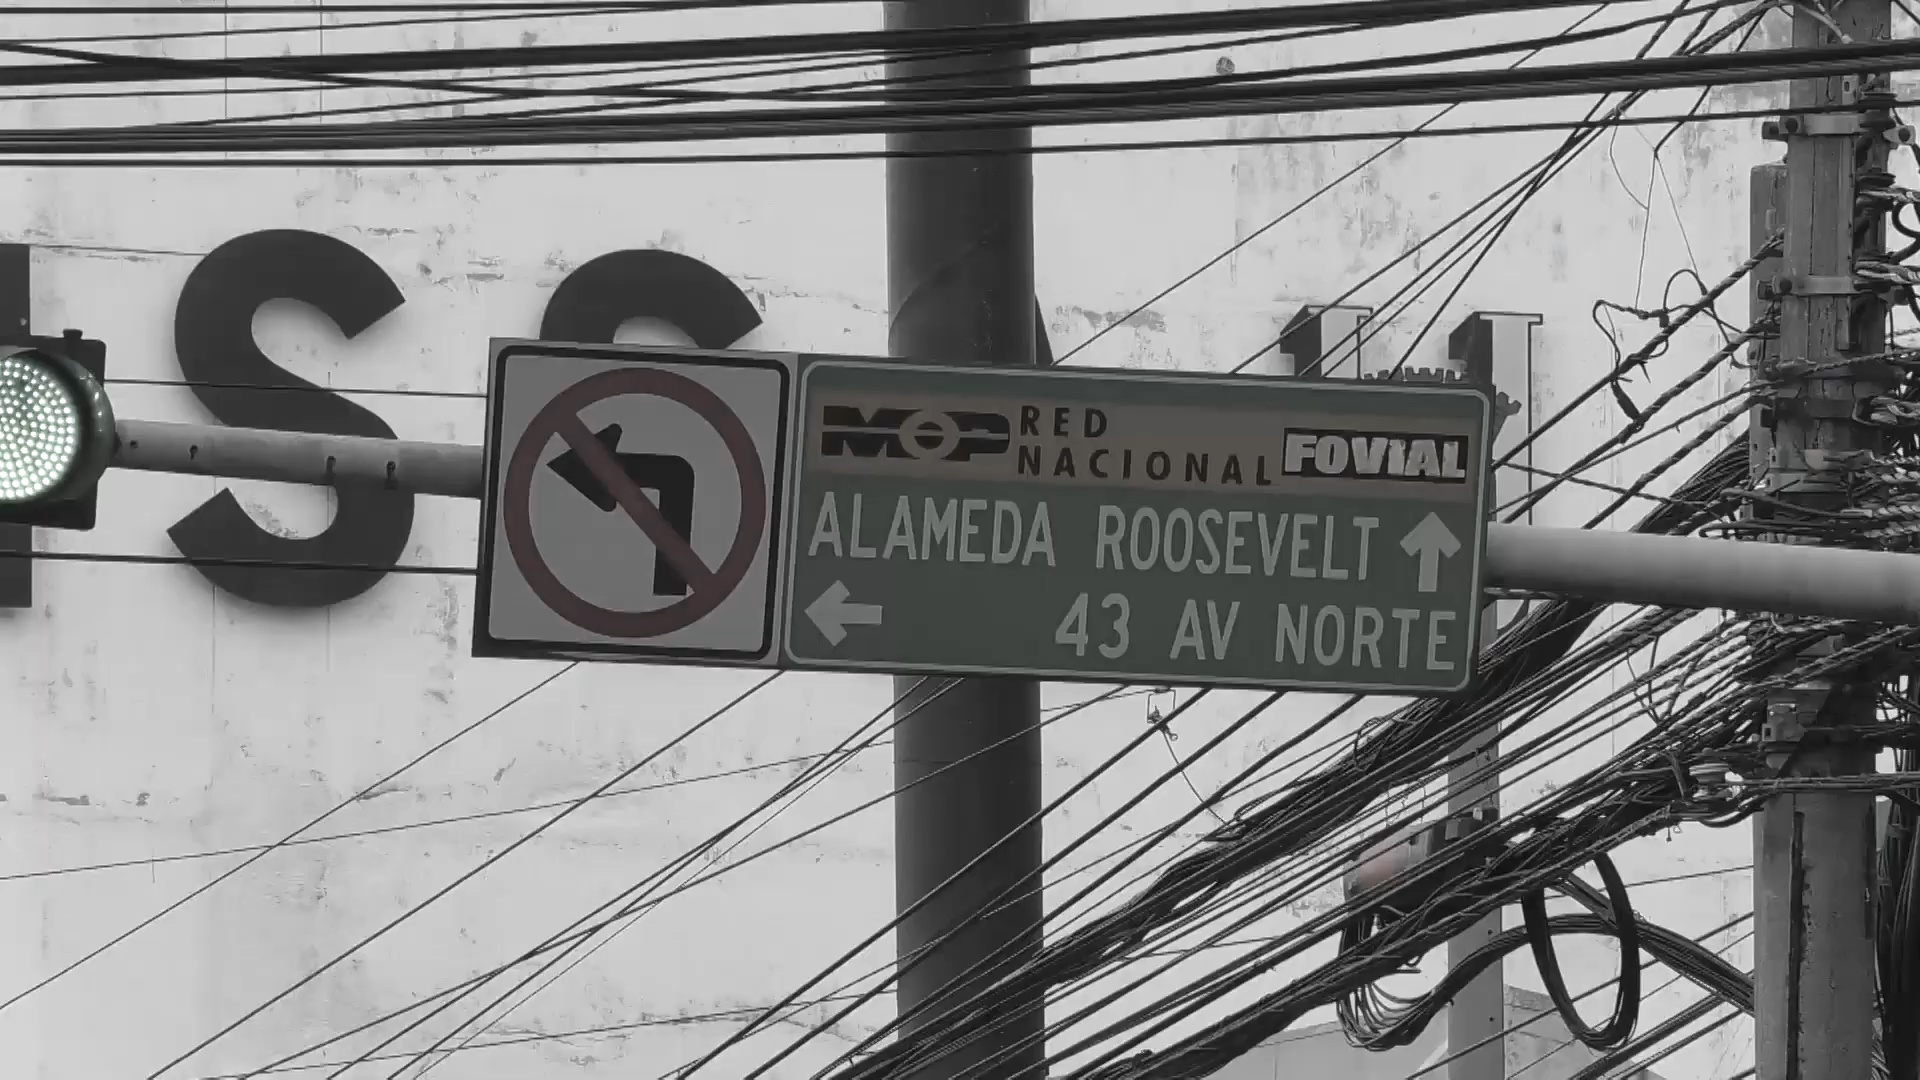 MOP RED
NACIONAL FOVIAL
ALAMEDA ROOSEVELT
43 AV NORTE